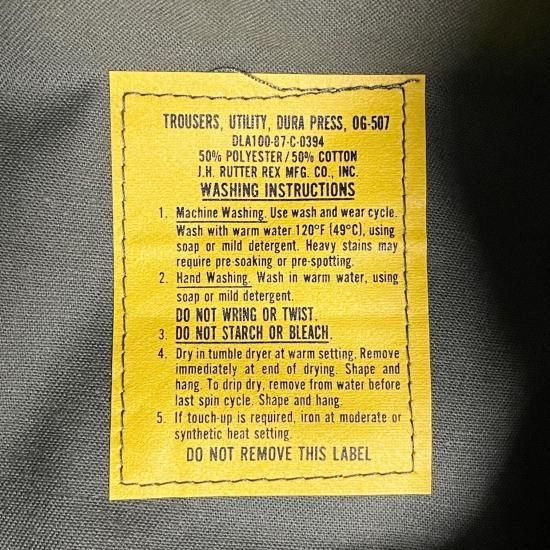 TROUSERS, UTILITY, DURA PRESS, OG-507
DLA100-87-C-0394
50% POLYESTER/50% COTTON
J.H. RUTTER REX MFG. CO., INC.
WASHING INSTRUCTIONS
1. Machine Washing. Use wash and wear cycle.
Wash with warm water 120°F (49°C), using
soap or mild detergent. Heavy stains may
require pre-soaking or pre-spotting.
2. Hand Washing. Wash in warm water, using
soap or mild detergent.
DO NOT WRING OR TWIST.
3. DO NOT STARCH OR BLEACH.
4. Dry in tumble dryer at warm setting. Remove
immediately at end of drying. Shape and
hang. To drip dry, remove from water before
last spin cycle. Shape and hang.
5. If touch-up is required, iron at moderate or
synthetic heat setting.
DO NOT REMOVE THIS LABEL